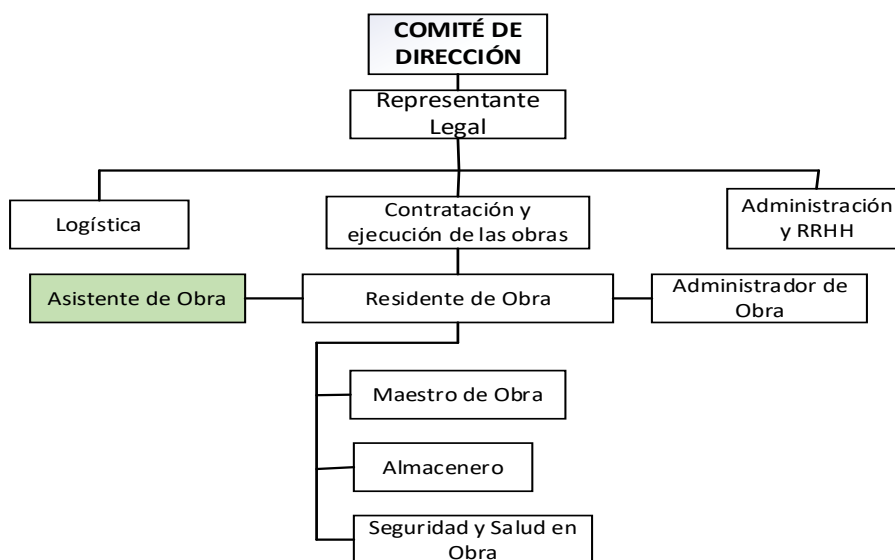 COMITÉ DE
DIRECCIÓN
Representante
Legal
Logística
Contratación y
ejecución de las obras
Administración
y RRHH
Asistente de Obra
Residente de Obra
Administrador de
Obra
Maestro de Obra
Almacenero
Seguridad y Salud en
Obra